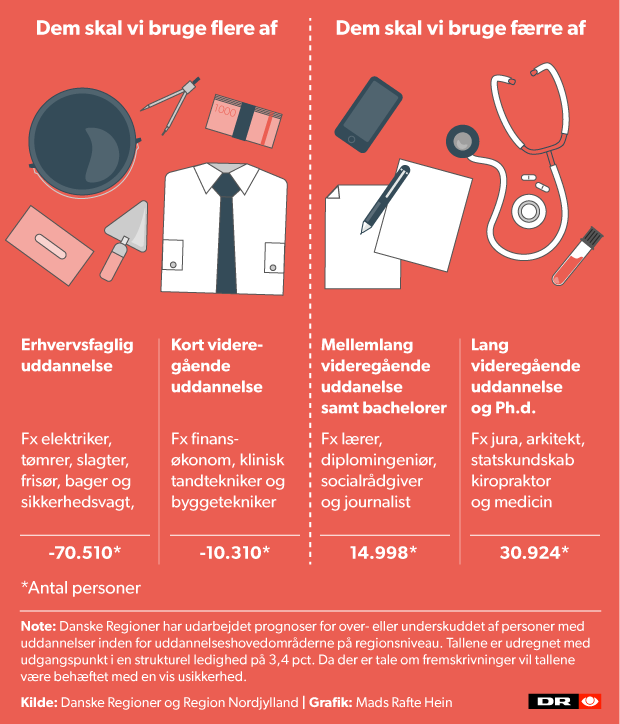 Dem skal vi bruge flere af
Dem skal vi bruge færre af
1000
Erhvervsfaglig
uddannelse
Fx elektriker,
tømrer, slagter,
frisør, bager og
sikkerhedsvagt,
-70.510*
Kort videre-
gående
uddannelse
Fx finans-
økonom, klinisk
tandtekniker og
byggetekniker
-10.310*
Mellemlang
videregående
uddanelse
samt bachelorer
Fx lærer,
diplomingeniør,
socialrådgiver
og journalist
14.998*
Lang
videregående
uddannelse
og Ph.d.
Fx jura, arkitekt,
statskundskab
kiropraktor
og medicin
30.924*
*Antal personer
Note: Danske Regioner har udarbejdet prognoser for over- eller underskuddet af personer med
uddannelser inden for uddannelseshovedområderne på regionsniveau. Tallene er udregnet med
udgangspunkt i en strukturel ledighed på 3,4 pct. Da der er tale om fremskrivninger vil tallene
være behæftet med en vis usikkerhed.
Kilde: Danske Regioner og Region Nordjylland | Grafik: Mads Rafte Hein
DR